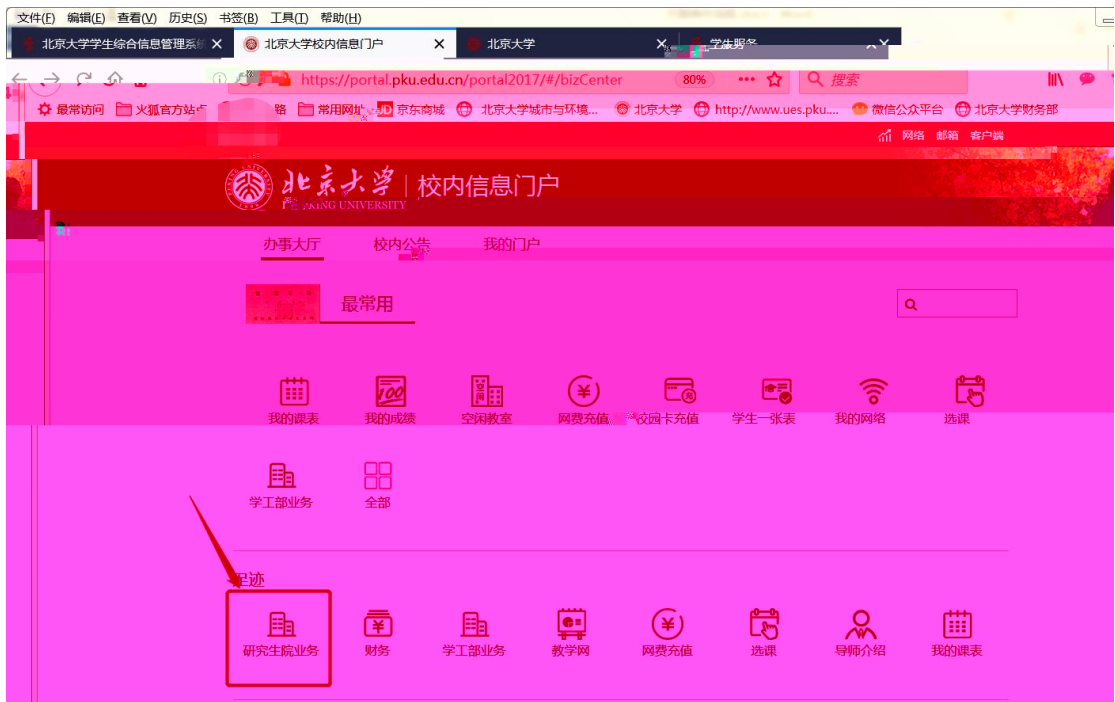 文件(F) 编辑(E) 查看(V) 历史(S) 书签(B) 工具(T) 帮助(H)
北京大学学生综合信息管理系统 北京大学校内信息门户 北京大学 学生服务
https://portal.pku.edu.cn/portal2017/#/bizCenter 80% 搜索
最常访问 火狐官方站点 常用网址 京东商城 北京大学城市与环境... 北京大学 http://www.ues.pku.... 微信公众平台 北京大学财务部
网络 邮箱 客户端
北京大学 校内信息门户
PEKING UNIVERSITY
办事大厅 校内公告 我的门户
最常用
我的课表 我的成绩 空闲教室 网费充值 校园卡充值 学生一张表 我的网络 选课
学工部业务 全部
足迹
研究生院业务 财务 学工部业务 教学网 网费充值 选课 导师介绍 我的课表